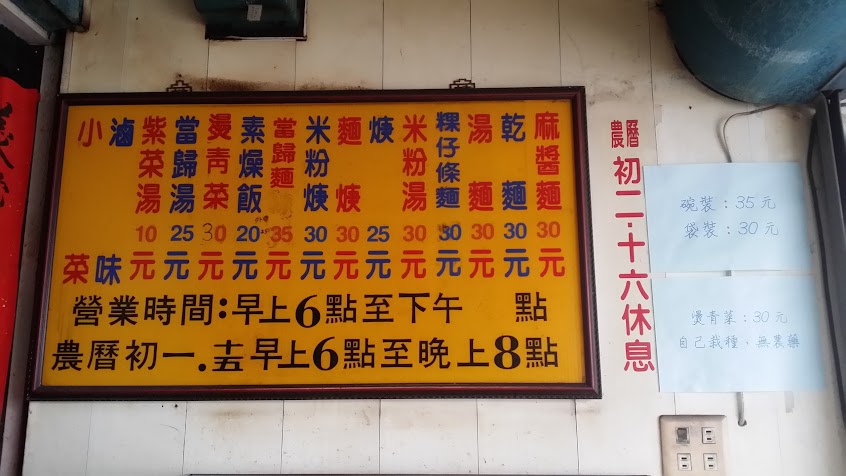 麻醬麵 30元
乾麵 30元
湯麵 30元
粿仔條麵 30元
米粉湯 30元
焿 25元
麵焿 30元
米粉焿 30元
當歸麵 35元
素燥飯 20元
燙青菜 30元
當歸湯 25元
紫菜湯 10元
滷味
小菜
營業時間:早上6點至下午 點
農曆初一.十五早上6點至晚上8點
農曆初二·十六休息
碗裝:35元
袋裝:30元
燙青菜:30元
自己栽種,無農藥